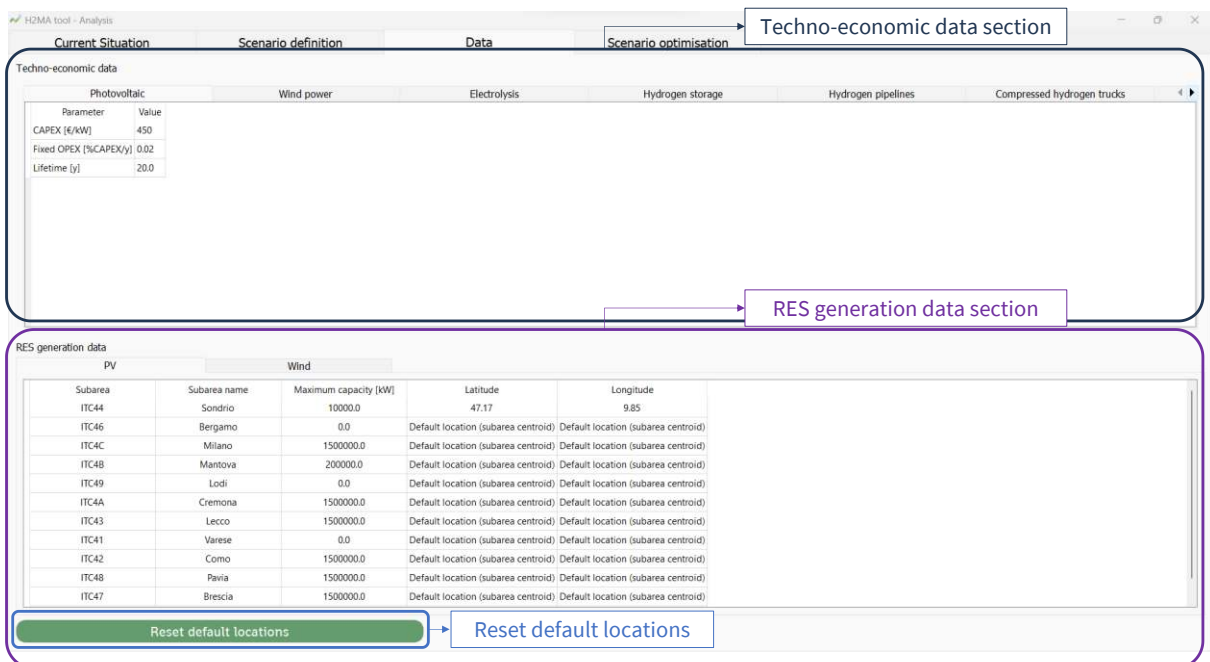 H2MA tool - Analysis
Techno-economic data section
Current Situation Scenario definition Data Scenario optimisation
Techno-economic data
Photovoltaic Wind power Electrolysis Hydrogen storage Hydrogen pipelines Compressed hydrogen trucks
Parameter Value
CAPEX [€/kW] 450
Fixed OPEX [%CAPEX/y] 0.02
Lifetime [y] 20.0
RES generation data section
RES generation data
PV Wind
Subarea Subarea name Maximum capacity [kW] Latitude Longitude
ITC44 Sondrio 10000.0 47.17 9.85
ITC46 Bergamo 0.0 Default location (subarea centroid) Default location (subarea centroid)
ITC4C Milano 1500000.0 Default location (subarea centroid) Default location (subarea centroid)
ITC4B Mantova 200000.0 Default location (subarea centroid) Default location (subarea centroid)
ITC49 Lodi 0.0 Default location (subarea centroid) Default location (subarea centroid)
ITC4A Cremona 1500000.0 Default location (subarea centroid) Default location (subarea centroid)
ITC43 Lecco 1500000.0 Default location (subarea centroid) Default location (subarea centroid)
ITC41 Varese 0.0 Default location (subarea centroid) Default location (subarea centroid)
ITC42 Como 1500000.0 Default location (subarea centroid) Default location (subarea centroid)
ITC48 Pavia 1500000.0 Default location (subarea centroid) Default location (subarea centroid)
ITC47 Brescia 1500000.0 Default location (subarea centroid) Default location (subarea centroid)
Reset default locations Reset default locations